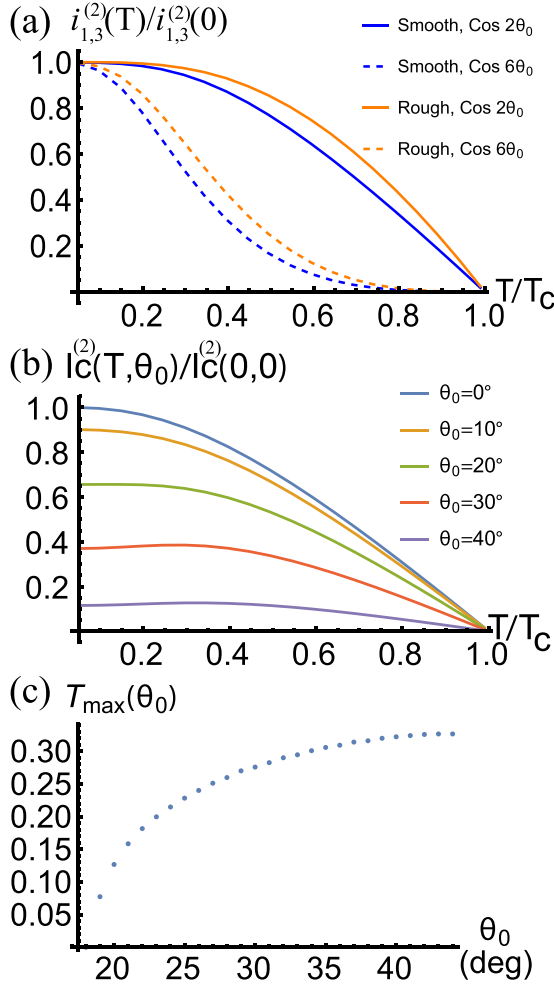 (a) i₁,₃⁽²⁾(T)/i₁,₃⁽²⁾(0)
Smooth, Cos 2θ₀
Smooth, Cos 6θ₀
Rough, Cos 2θ₀
Rough, Cos 6θ₀
1.0
0.8
0.6
0.4
0.2
0.2 0.4 0.6 0.8 1.0
T/Tc
(b) Ic⁽²⁾(T,θ₀)/Ic⁽²⁾(0,0)
θ₀=0°
θ₀=10°
θ₀=20°
θ₀=30°
θ₀=40°
1.0
0.8
0.6
0.4
0.2
0.2 0.4 0.6 0.8 1.0
T/Tc
(c) Tmax(θ₀)
0.30
0.25
0.20
0.15
0.10
0.05
20 25 30 35 40
θ₀
(deg)